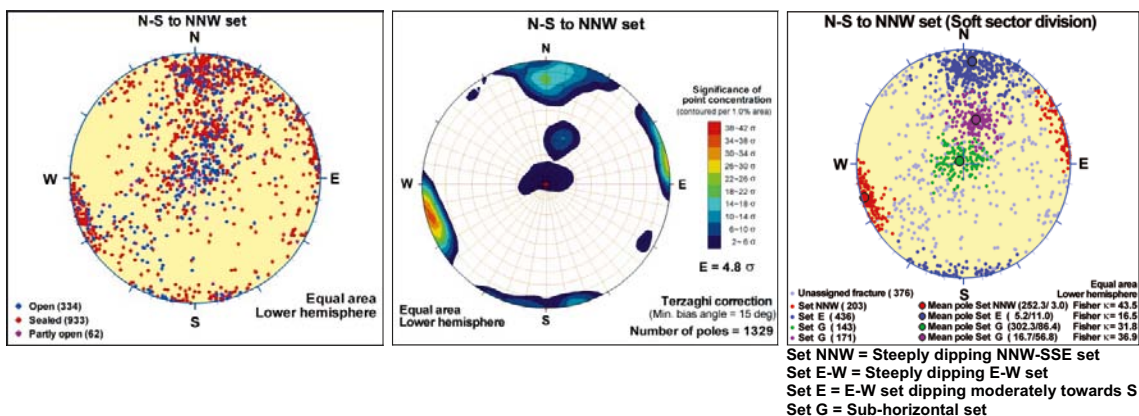 N-S to NNW set
N
W
E
S
Open (334)
Sealed (933)
Partly open (62)
Equal area
Lower hemisphere
N-S to NNW set
N
W
E
S
Significance of
point concentration
(contoured per 1.0% area)
38~42 σ
34~38 σ
30~34 σ
26~30 σ
22~26 σ
18~22 σ
14~18 σ
10~14 σ
6~10 σ
2~6 σ
E = 4.8 σ
Equal area
Lower hemisphere
Terzaghi correction
(Min. bias angle = 15 deg)
Number of poles = 1329
N-S to NNW set (Soft sector division)
N
W
E
S
Equal area
Lower hemisphere
Unassigned fracture ( 376)
Set NNW ( 203)
Set E ( 436)
Set G ( 143)
Set G ( 171)
Mean pole Set NNW (252.3/ 3.0) Fisher κ= 43.5
Mean pole Set E ( 5.2/11.0) Fisher κ= 16.5
Mean pole Set G (302.3/86.4) Fisher κ= 31.8
Mean pole Set G ( 16.7/56.8) Fisher κ= 36.9
Set NNW = Steeply dipping NNW-SSE set
Set E-W = Steeply dipping E-W set
Set E = E-W set dipping moderately towards S
Set G = Sub-horizontal set